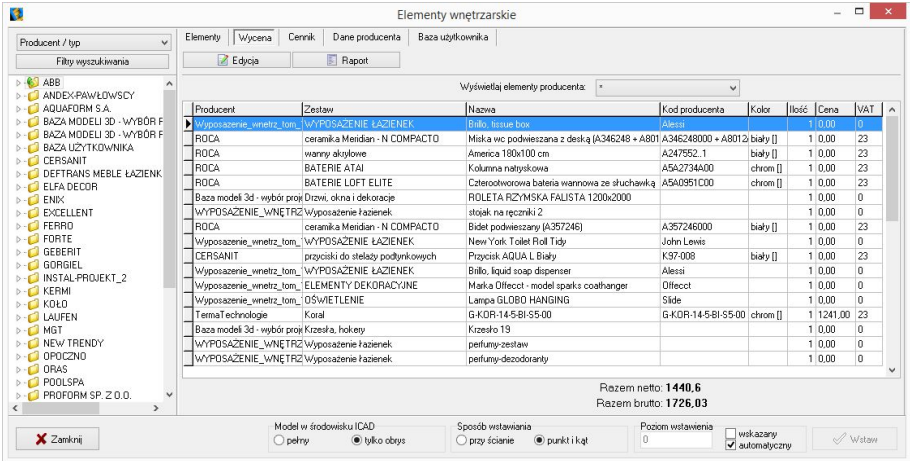 Elementy wnętrzarskie
Producent / typ
Filtry wyszukiwania
ABB
ANDEX-PAWŁOWSCY
AQUAFORM S.A.
BAZA MODELI 3D - WYBÓR F
BAZA MODELI 3D - WYBÓR F
BAZA UŻYTKOWNIKA
CERSANIT
DEFTRANS MEBLE ŁAZIENK
ELFA DECOR
ENIX
EXCELLENT
FERRO
FORTE
GEBERIT
GORGIEL
INSTAL-PROJEKT_2
KERMI
KOŁO
LAUFEN
MGT
NEW TRENDY
OPOCZNO
ORAS
POOLSPA
PROFORM SP. Z O.O.
Elementy Wycena Cennik Dane producenta Baza użytkownika
Edycja Raport
Wyświetlaj elementy producenta: *
Producent Zestaw Nazwa Kod producenta Kolor Ilość Cena VAT
Wyposazenie_wnetrz_tom_ WYPOSAŻENIE ŁAZIENEK Brillo, tissue box Alessi 1 0,00 0
ROCA ceramika Meridian - N COMPACTO Miska wc podwieszana z deską (A346248 + A801 A346248000 + A8012 biały [] 1 0,00 23
ROCA wanny akrylowe America 180x100 cm A247552..1 biały [] 1 0,00 23
ROCA BATERIE ATAI Kolumna natryskowa A5A2734A00 chrom [] 1 0,00 23
ROCA BATERIE LOFT ELITE Czterootworowa bateria wannowa ze słuchawką A5A0951C00 chrom [] 1 0,00 23
Baza modeli 3d - wybór proj Drzwi, okna i dekoracje ROLETA RZYMSKA FALISTA 1200x2000 1 0,00 0
WYPOSAŻENIE_WNĘTRZ Wyposażenie łazienek stojak na ręczniki 2 1 0,00 0
ROCA ceramika Meridian - N COMPACTO Bidet podwieszany (A357246) A357246000 biały [] 1 0,00 23
Wyposazenie_wnetrz_tom_ WYPOSAŻENIE ŁAZIENEK New York Toilet Roll Tidy John Lewis 1 0,00 0
CERSANIT przyciski do stelaży podtynkowych Przycisk AQUA L Biały K97-008 biały [] 1 0,00 23
Wyposazenie_wnetrz_tom_ WYPOSAŻENIE ŁAZIENEK Brillo, liquid soap dispenser Alessi 1 0,00 0
Wyposazenie_wnetrz_tom_ ELEMENTY DEKORACYJNE Marka Offecct - model sparks coathanger Offecct 1 0,00 0
Wyposazenie_wnetrz_tom_ OŚWIETLENIE Lampa GLOBO HANGING Slide 1 0,00 0
TermaTechnologie Koral G-KOR-14-5-BI-S5-00 G-KOR-14-5-BI-S5-00 chrom [] 1 1241,00 23
Baza modeli 3d - wybór proj Krzesła, hokery Krzesło 19 1 0,00 0
WYPOSAŻENIE_WNĘTRZ Wyposażenie łazienek perfumy-zestaw 1 0,00 0
WYPOSAŻENIE_WNĘTRZ Wyposażenie łazienek perfumy-dezodoranty 1 0,00 0
Razem netto: 1440,6
Razem brutto: 1726,03
Zamknij
Model w środowisku ICAD
pełny tylko obrys
Sposób wstawiania
przy ścianie punkt i kąt
Poziom wstawienia
0
wskazany
automatyczny
Wstaw